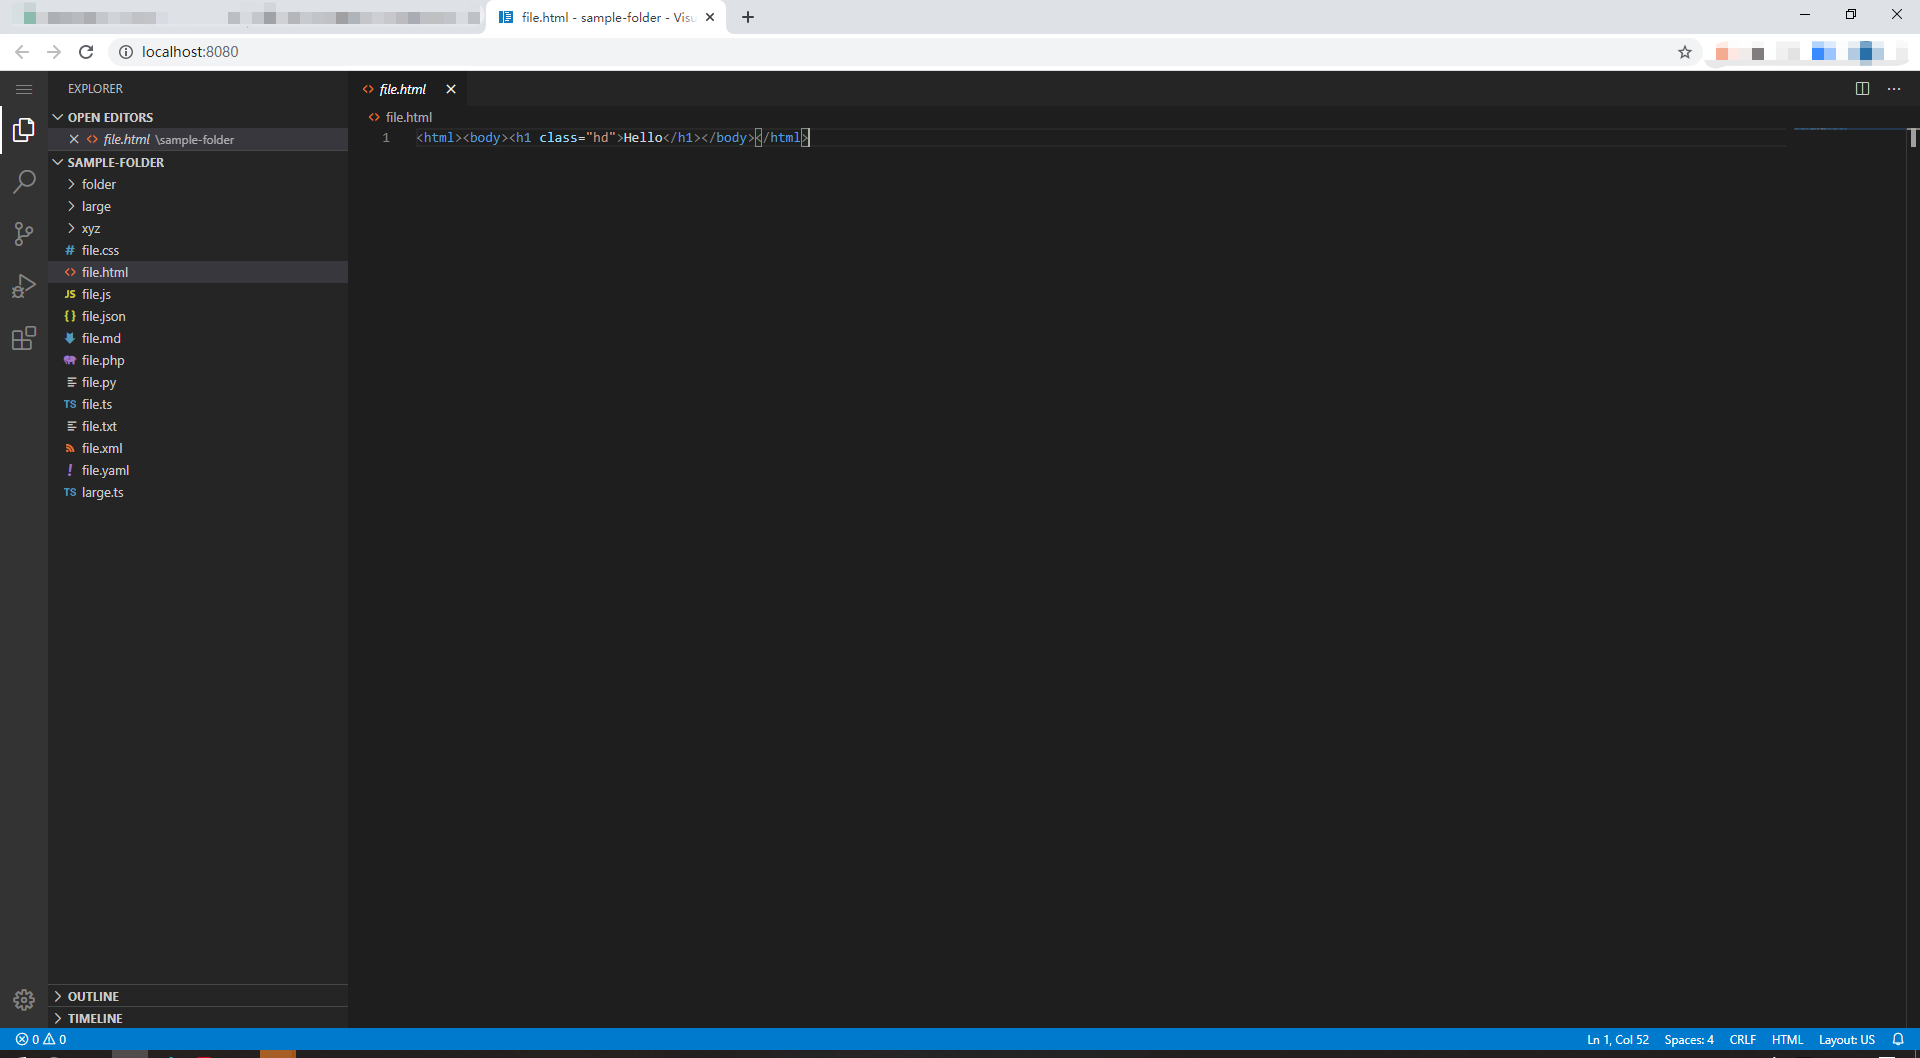 file.html - sample-folder - Visu
localhost:8080
EXPLORER
file.html
OPEN EDITORS
file.html \sample-folder
file.html
1 <html><body><h1 class="hd">Hello</h1></body></html>
SAMPLE-FOLDER
folder
large
xyz
# file.css
<> file.html
JS file.js
{} file.json
file.md
file.php
file.py
TS file.ts
file.txt
file.xml
! file.yaml
TS large.ts
OUTLINE
TIMELINE
0 0
Ln 1, Col 52 Spaces: 4 CRLF HTML Layout: US